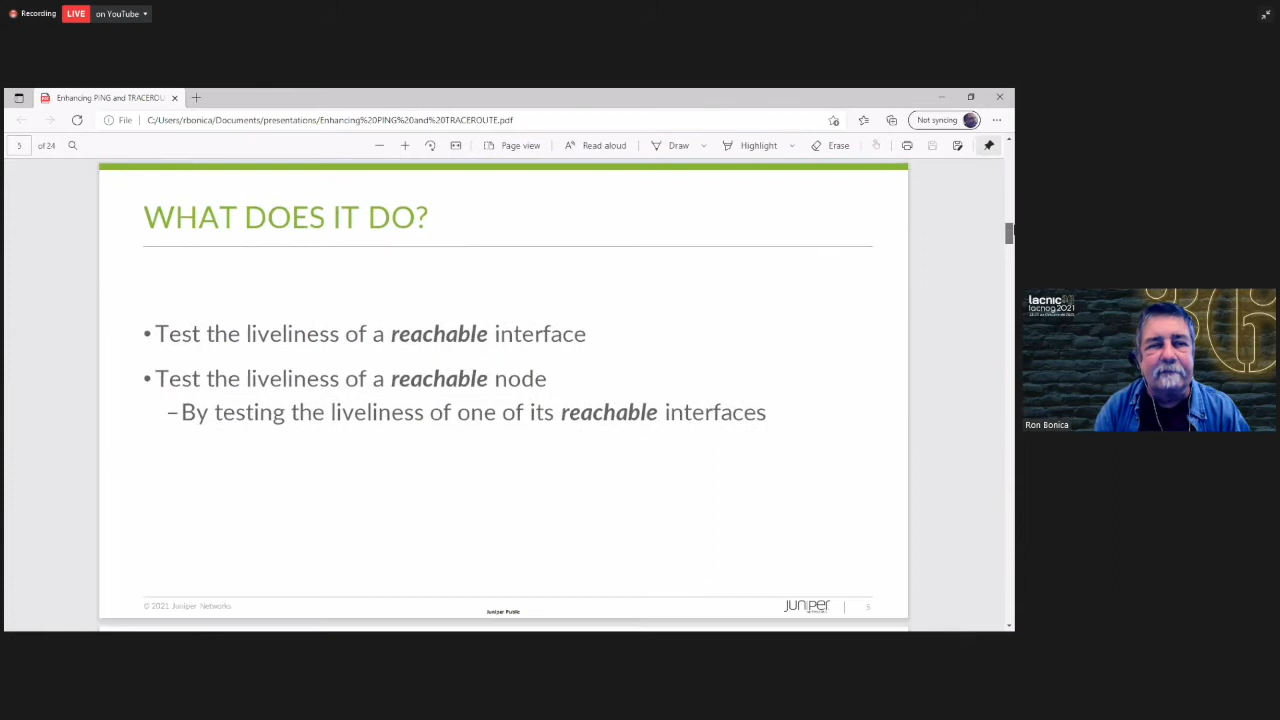 Recording
LIVE
on YouTube
Enhancing PING and TRACEROU
File
C:/Users/rbonica/Documents/presentations/Enhancing%20PING%20and%20TRACEROUTE.pdf
Not syncing
5 of 24
Page view
Read aloud
Draw
Highlight
Erase
WHAT DOES IT DO?
• Test the liveliness of a reachable interface
• Test the liveliness of a reachable node
– By testing the liveliness of one of its reachable interfaces
© 2021 Juniper Networks
Juniper Public
JUNIPER
5
lacnic 36
lacnog 2021
Ron Bonica